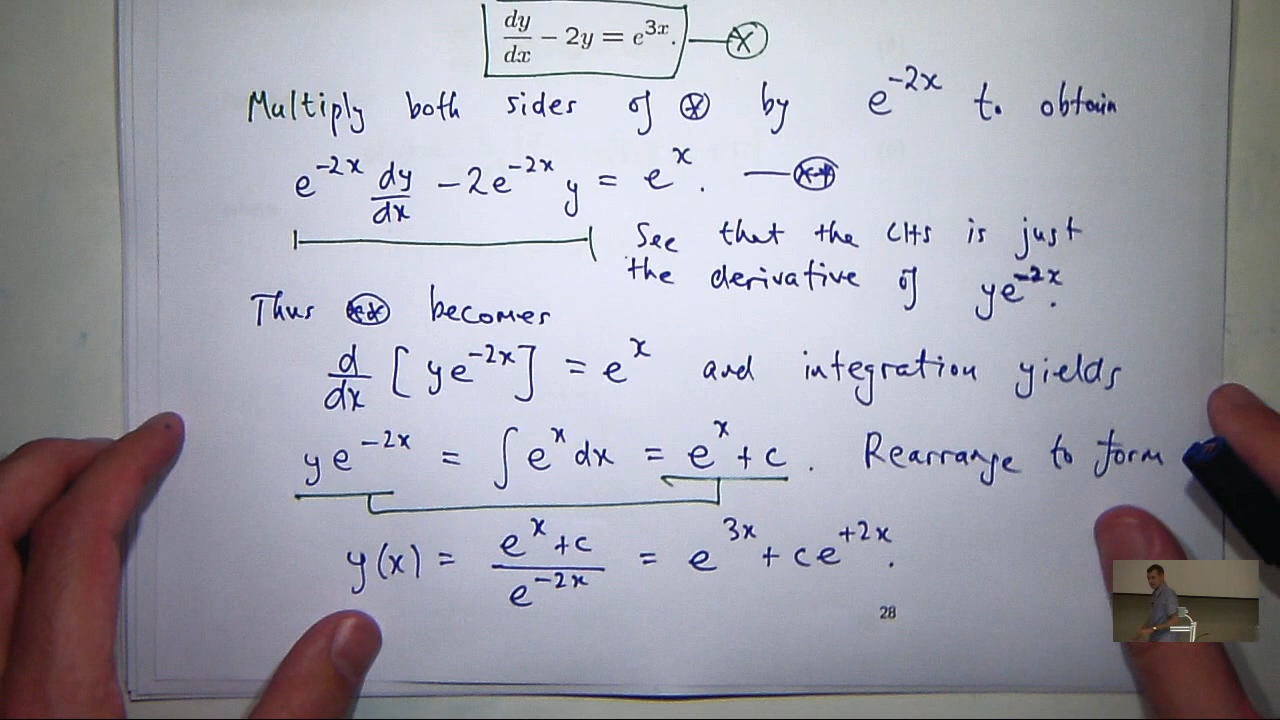 dy/dx − 2y = e^{3x}. — ⊛
Multiply both sides of ⊛ by e^{-2x} to obtain
e^{-2x} dy/dx − 2e^{-2x} y = e^x. — (**)
See that the LHS is just
the derivative of ye^{-2x}.
Thus (**) becomes
d/dx [ye^{-2x}] = e^x and integration yields
ye^{-2x} = ∫ e^x dx = e^x + c. Rearrange to form
y(x) = (e^x + c)/(e^{-2x}) = e^{3x} + ce^{+2x}.
28